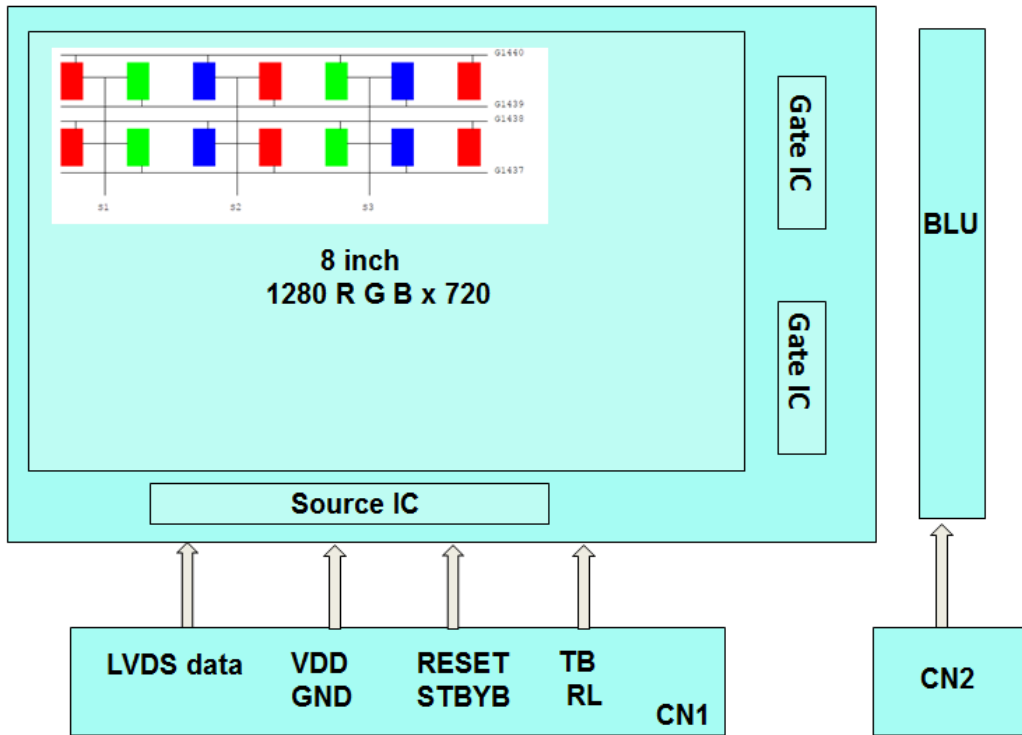 G1440
G1439
G1438
G1437
S1 S2 S3
8 inch
1280 R G B x 720
Gate IC
Gate IC
BLU
Source IC
LVDS data VDD RESET TB
GND STBYB RL
CN1
CN2